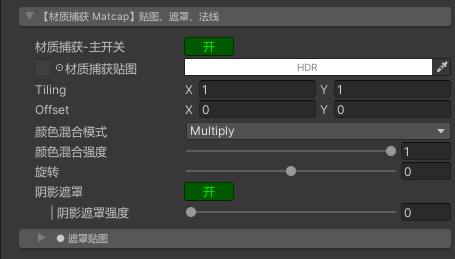 【材质捕获 Matcap】贴图、遮罩、法线
材质捕获-主开关 开
材质捕获贴图 HDR
Tiling X 1 Y 1
Offset X 0 Y 0
颜色混合模式 Multiply
颜色混合强度 1
旋转 0
阴影遮罩 开
阴影遮罩强度 0
遮罩贴图